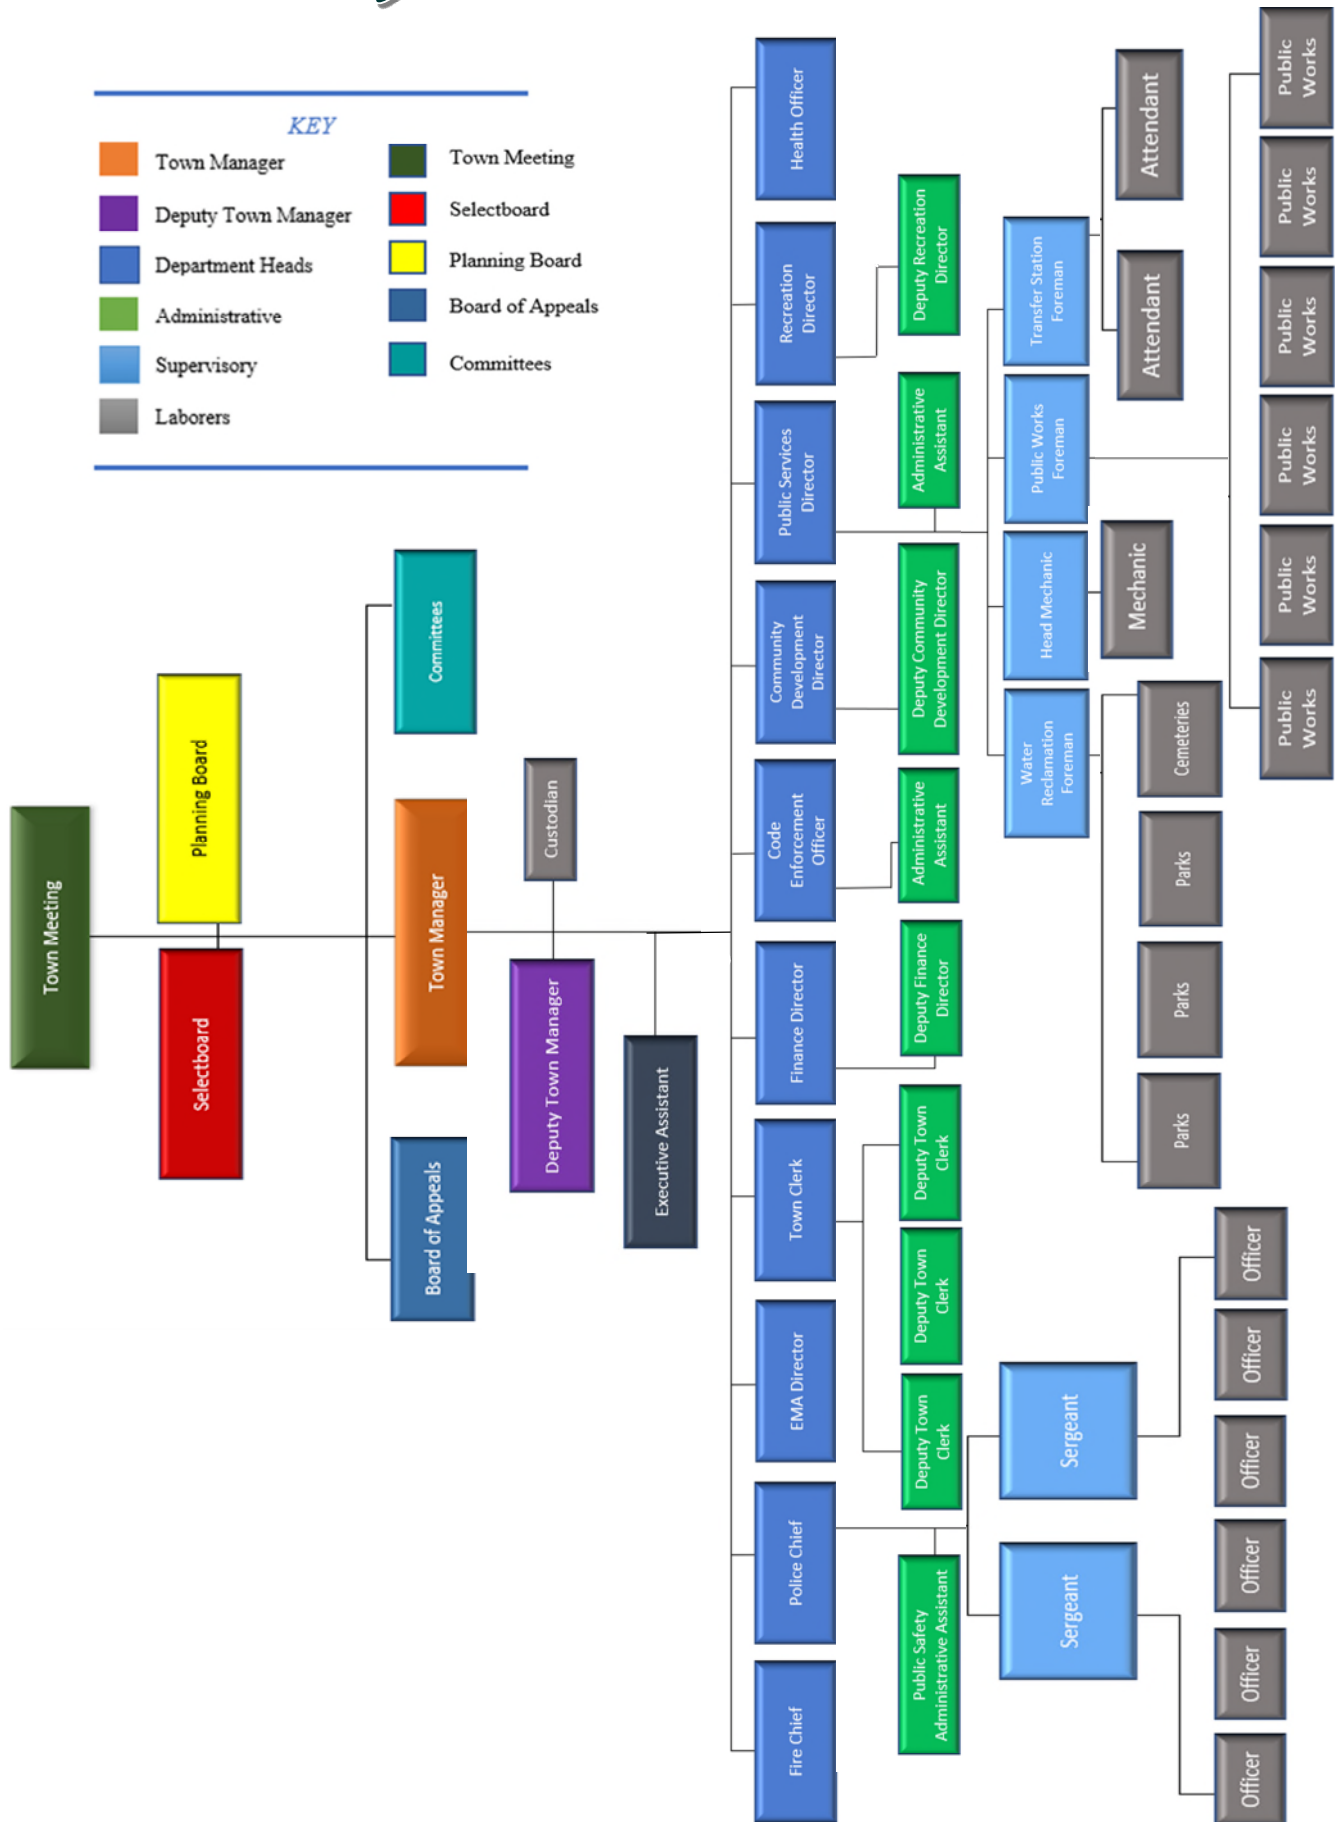 KEY
Town Manager
Deputy Town Manager
Department Heads
Administrative
Supervisory
Laborers
Town Meeting
Selectboard
Planning Board
Board of Appeals
Committees
Town Meeting
Selectboard
Planning Board
Board of Appeals
Town Manager
Committees
Deputy Town Manager
Custodian
Executive Assistant
Fire Chief
Police Chief
EMA Director
Town Clerk
Finance Director
Code
Enforcement
Officer
Community
Development
Director
Public Services
Director
Recreation
Director
Health Officer
Public Safety
Administrative Assistant
Deputy Town
Clerk
Deputy Town
Clerk
Deputy Town
Clerk
Deputy Finance
Director
Administrative
Assistant
Deputy Community
Development Director
Administrative
Assistant
Deputy Recreation
Director
Sergeant
Sergeant
Water
Reclamation
Foreman
Head Mechanic
Public Works
Foreman
Transfer Station
Foreman
Mechanic
Attendant
Attendant
Parks
Parks
Parks
Cemeteries
Officer
Officer
Officer
Officer
Officer
Officer
Public
Works
Public
Works
Public
Works
Public
Works
Public
Works
Public
Works